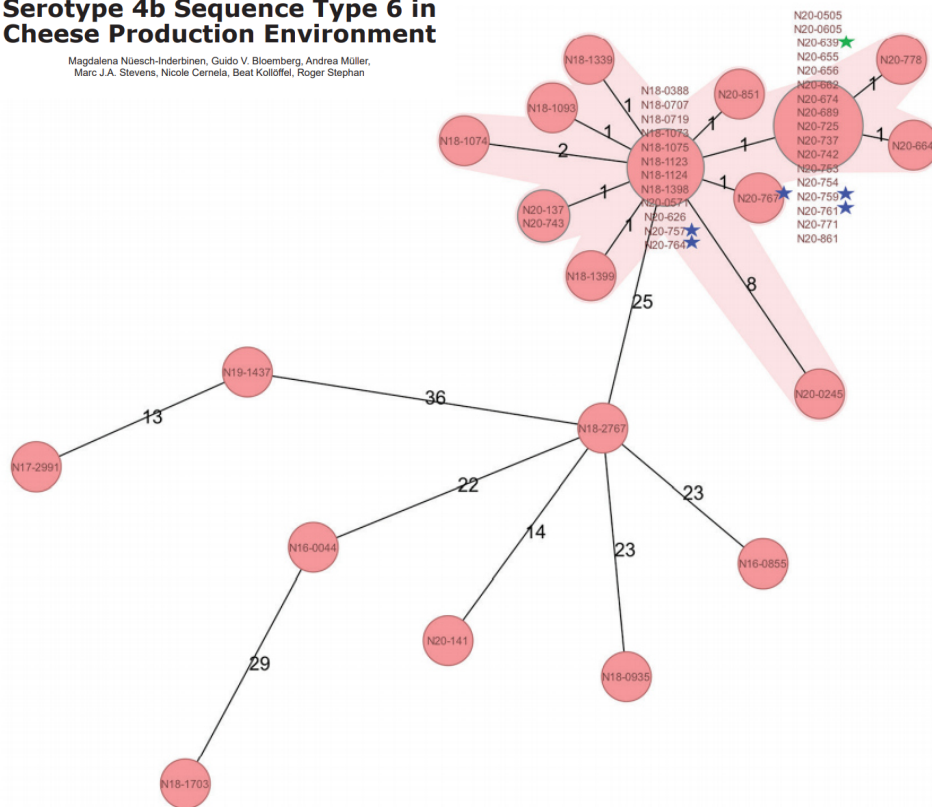 Serotype 4b Sequence Type 6 in
Cheese Production Environment
Magdalena Nüesch-Inderbinen, Guido V. Bloemberg, Andrea Müller,
Marc J.A. Stevens, Nicole Cernela, Beat Kollöffel, Roger Stephan
N20-0505
N20-0605
N20-639
N20-655
N20-656
N20-662
N20-674
N20-689
N20-725
N20-737
N20-742
N20-753
N20-754
N20-759
N20-761
N20-771
N20-861
N20-778
1
N20-664
1
1
N18-1339
1
N18-1093
1
N18-1074
2
N18-0388
N18-0707
N18-0719
N18-1073
N18-1075
N18-1123
N18-1124
N18-1398
N20-0571
N20-626
N20-757
N20-764
N20-851
1
N20-767
1
N20-137
N20-743
1
N18-1399
1
25
8
N20-0245
N19-1437
13
36
N17-2991
N18-2767
22
23
14
23
N16-0044
N16-0855
N20-141
N18-0935
29
N18-1703